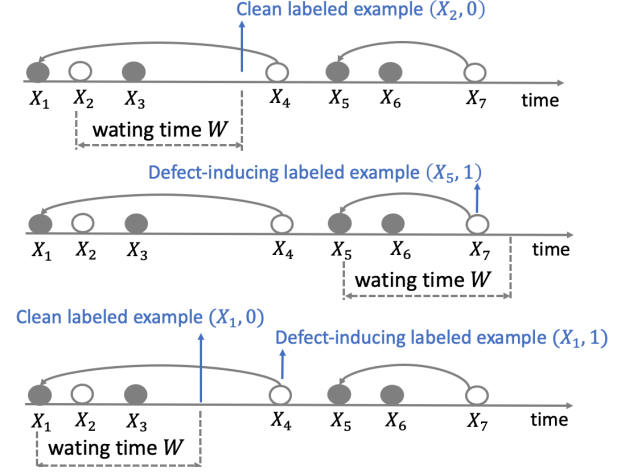 Clean labeled example (X₂, 0)
X₁ X₂ X₃ X₄ X₅ X₆ X₇ time
wating time W
Defect-inducing labeled example (X₅, 1)
X₁ X₂ X₃ X₄ X₅ X₆ X₇ time
wating time W
Clean labeled example (X₁, 0)
Defect-inducing labeled example (X₁, 1)
X₁ X₂ X₃ X₄ X₅ X₆ X₇ time
wating time W